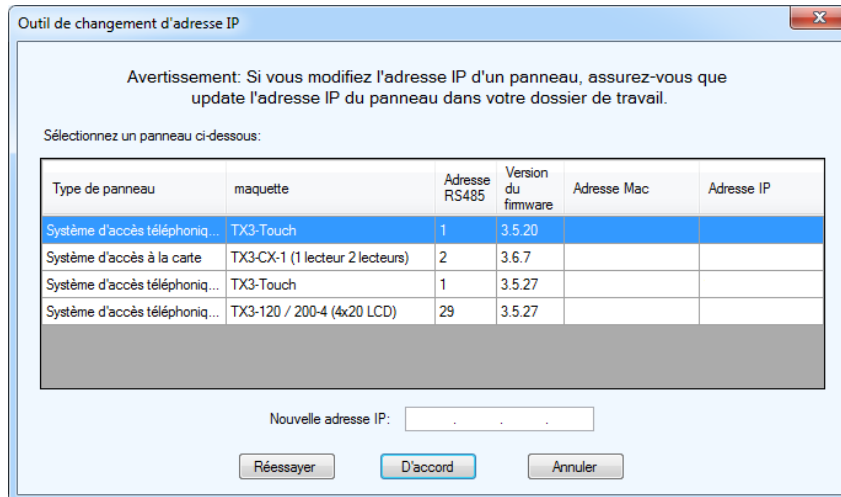 Outil de changement d'adresse IP
Avertissement: Si vous modifiez l'adresse IP d'un panneau, assurez-vous que
update l'adresse IP du panneau dans votre dossier de travail.
Sélectionnez un panneau ci-dessous:
Type de panneau maquette Adresse RS485 Version du firmware Adresse Mac Adresse IP
Système d'accès téléphoniq... TX3-Touch 1 3.5.20
Système d'accès à la carte TX3-CX-1 (1 lecteur 2 lecteurs) 2 3.6.7
Système d'accès téléphoniq... TX3-Touch 1 3.5.27
Système d'accès téléphoniq... TX3-120 / 200-4 (4x20 LCD) 29 3.5.27
Nouvelle adresse IP: . . .
Réessayer D'accord Annuler